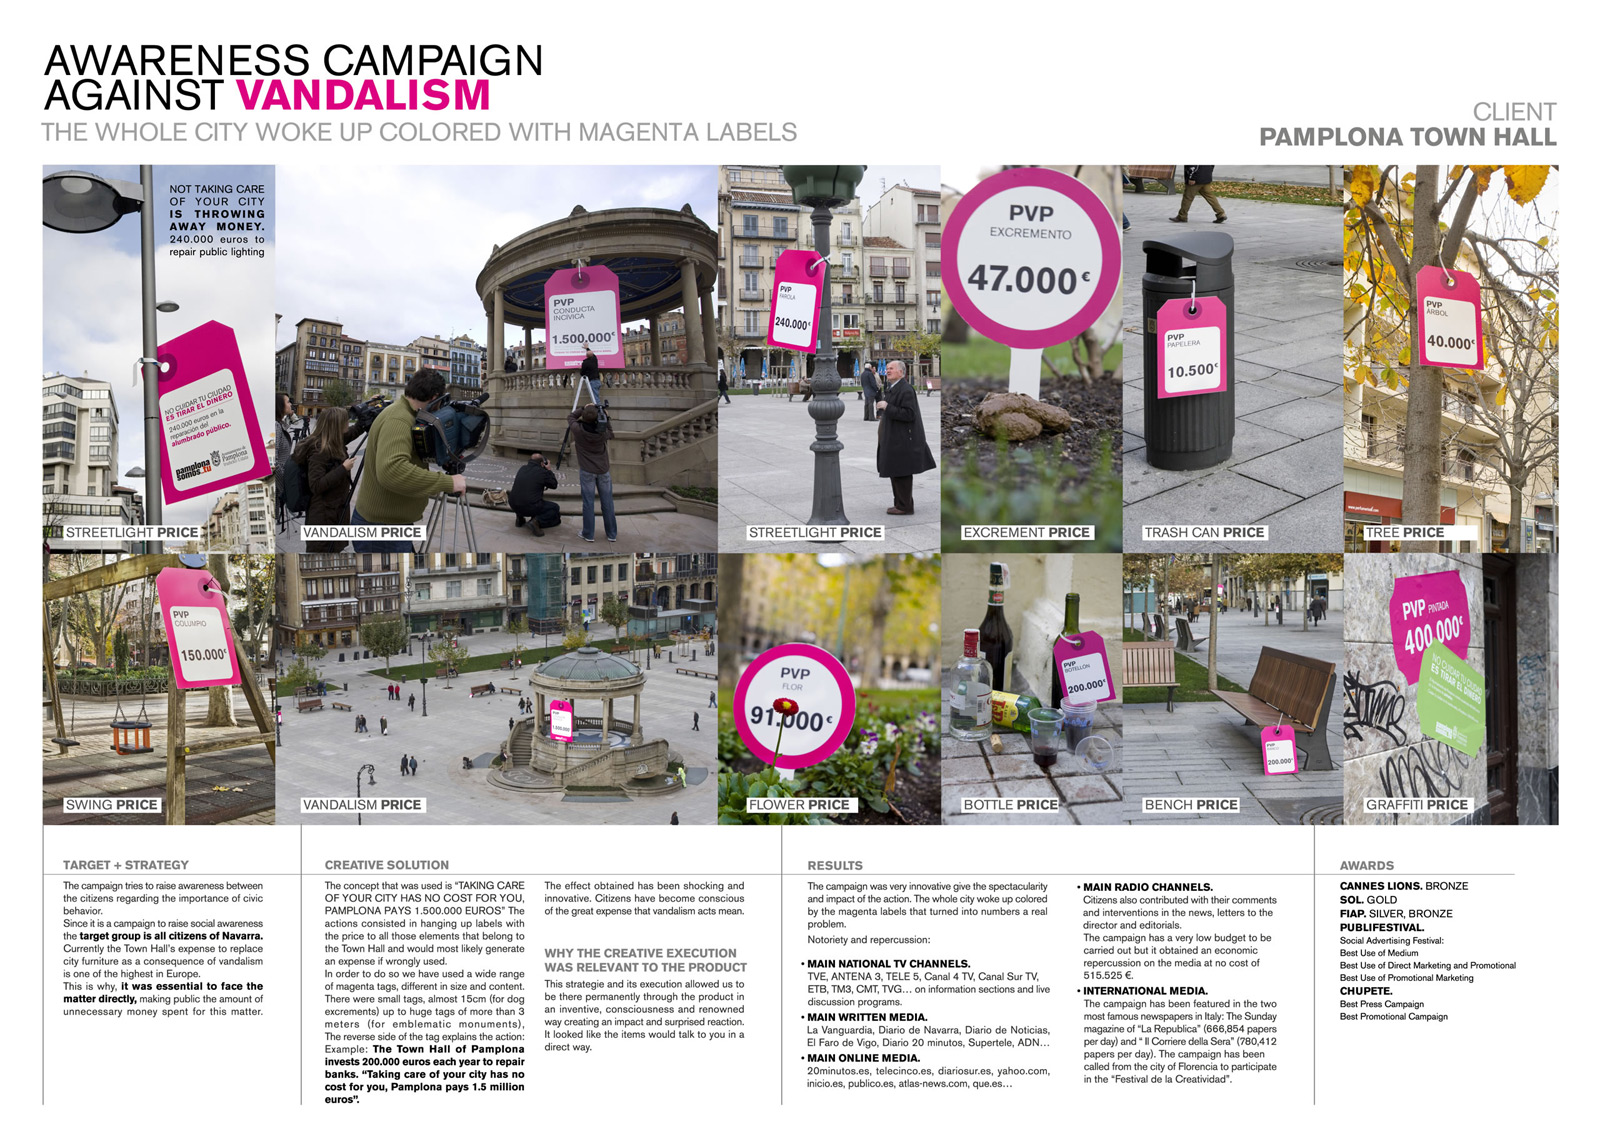 AWARENESS CAMPAIGN
AGAINST VANDALISM
THE WHOLE CITY WOKE UP COLORED WITH MAGENTA LABELS
CLIENT
PAMPLONA TOWN HALL
NOT TAKING CARE
OF YOUR CITY
IS THROWING
AWAY MONEY.
240.000 euros to
repair public lighting
NO CUIDAR TU CIUDAD
ES TIRAR EL DINERO
240.000 euros en la
reparación del
alumbrado público.
pamplona
somos tú
Pamplona
STREETLIGHT PRICE
PVP
CONDUCTA
INCIVICA
1.500.000€
VANDALISM PRICE
PVP
FAROLA
240.000€
STREETLIGHT PRICE
PVP
EXCREMENTO
47.000€
EXCREMENT PRICE
PVP
PAPELERA
10.500€
TRASH CAN PRICE
PVP
ÁRBOL
40.000€
TREE PRICE
PVP
COLUMPIO
150.000€
SWING PRICE
VANDALISM PRICE
PVP
FLOR
91.000€
FLOWER PRICE
PVP
BOTELLÓN
200.000€
BOTTLE PRICE
PVP
200.000€
BENCH PRICE
PVP PINTADA
400.000€
NO CUIDAR TU CIUDAD
ES TIRAR EL DINERO
GRAFFITI PRICE
TARGET + STRATEGY
The campaign tries to raise awareness between
the citizens regarding the importance of civic
behavior.
Since it is a campaign to raise social awareness
the target group is all citizens of Navarra.
Currently the Town Hall's expense to replace
city furniture as a consequence of vandalism
is one of the highest in Europe.
This is why, it was essential to face the
matter directly, making public the amount of
unnecessary money spent for this matter.
CREATIVE SOLUTION
The concept that was used is "TAKING CARE
OF YOUR CITY HAS NO COST FOR YOU,
PAMPLONA PAYS 1.500.000 EUROS" The
actions consisted in hanging up labels with
the price to all those elements that belong to
the Town Hall and would most likely generate
an expense if wrongly used.
In order to do so we have used a wide range
of magenta tags, different in size and content.
There were small tags, almost 15cm (for dog
excrements) up to huge tags of more than 3
meters (for emblematic monuments),
The reverse side of the tag explains the action:
Example: The Town Hall of Pamplona
invests 200.000 euros each year to repair
banks. "Taking care of your city has no
cost for you, Pamplona pays 1.5 million
euros".
The effect obtained has been shocking and
innovative. Citizens have become conscious
of the great expense that vandalism acts mean.
WHY THE CREATIVE EXECUTION
WAS RELEVANT TO THE PRODUCT
This strategie and its execution allowed us to
be there permanently through the product in
an inventive, consciousness and renowned
way creating an impact and surprised reaction.
It looked like the items would talk to you in a
direct way.
RESULTS
The campaign was very innovative give the spectacularity
and impact of the action. The whole city woke up colored
by the magenta labels that turned into numbers a real
problem.
Notoriety and repercussion:
• MAIN NATIONAL TV CHANNELS.
TVE, ANTENA 3, TELE 5, Canal 4 TV, Canal Sur TV,
ETB, TM3, CMT, TVG... on information sections and live
discussion programs.
• MAIN WRITTEN MEDIA.
La Vanguardia, Diario de Navarra, Diario de Noticias,
El Faro de Vigo, Diario 20 minutos, Supertele, ADN...
• MAIN ONLINE MEDIA.
20minutos.es, telecinco.es, diariosur.es, yahoo.com,
inicio.es, publico.es, atlas-news.com, que.es...
• MAIN RADIO CHANNELS.
Citizens also contributed with their comments
and interventions in the news, letters to the
director and editorials.
The campaign has a very low budget to be
carried out but it obtained an economic
repercussion on the media at no cost of
515.525 €.
• INTERNATIONAL MEDIA.
The campaign has been featured in the two
most famous newspapers in Italy: The Sunday
magazine of "La Republica" (666,854 papers
per day) and " Il Corriere della Sera" (780,412
papers per day). The campaign has been
called from the city of Florencia to participate
in the "Festival de la Creatividad".
AWARDS
CANNES LIONS. BRONZE
SOL. GOLD
FIAP. SILVER, BRONZE
PUBLIFESTIVAL.
Social Advertising Festival:
Best Use of Medium
Best Use of Direct Marketing and Promotional
Best Use of Promotional Marketing
CHUPETE.
Best Press Campaign
Best Promotional Campaign